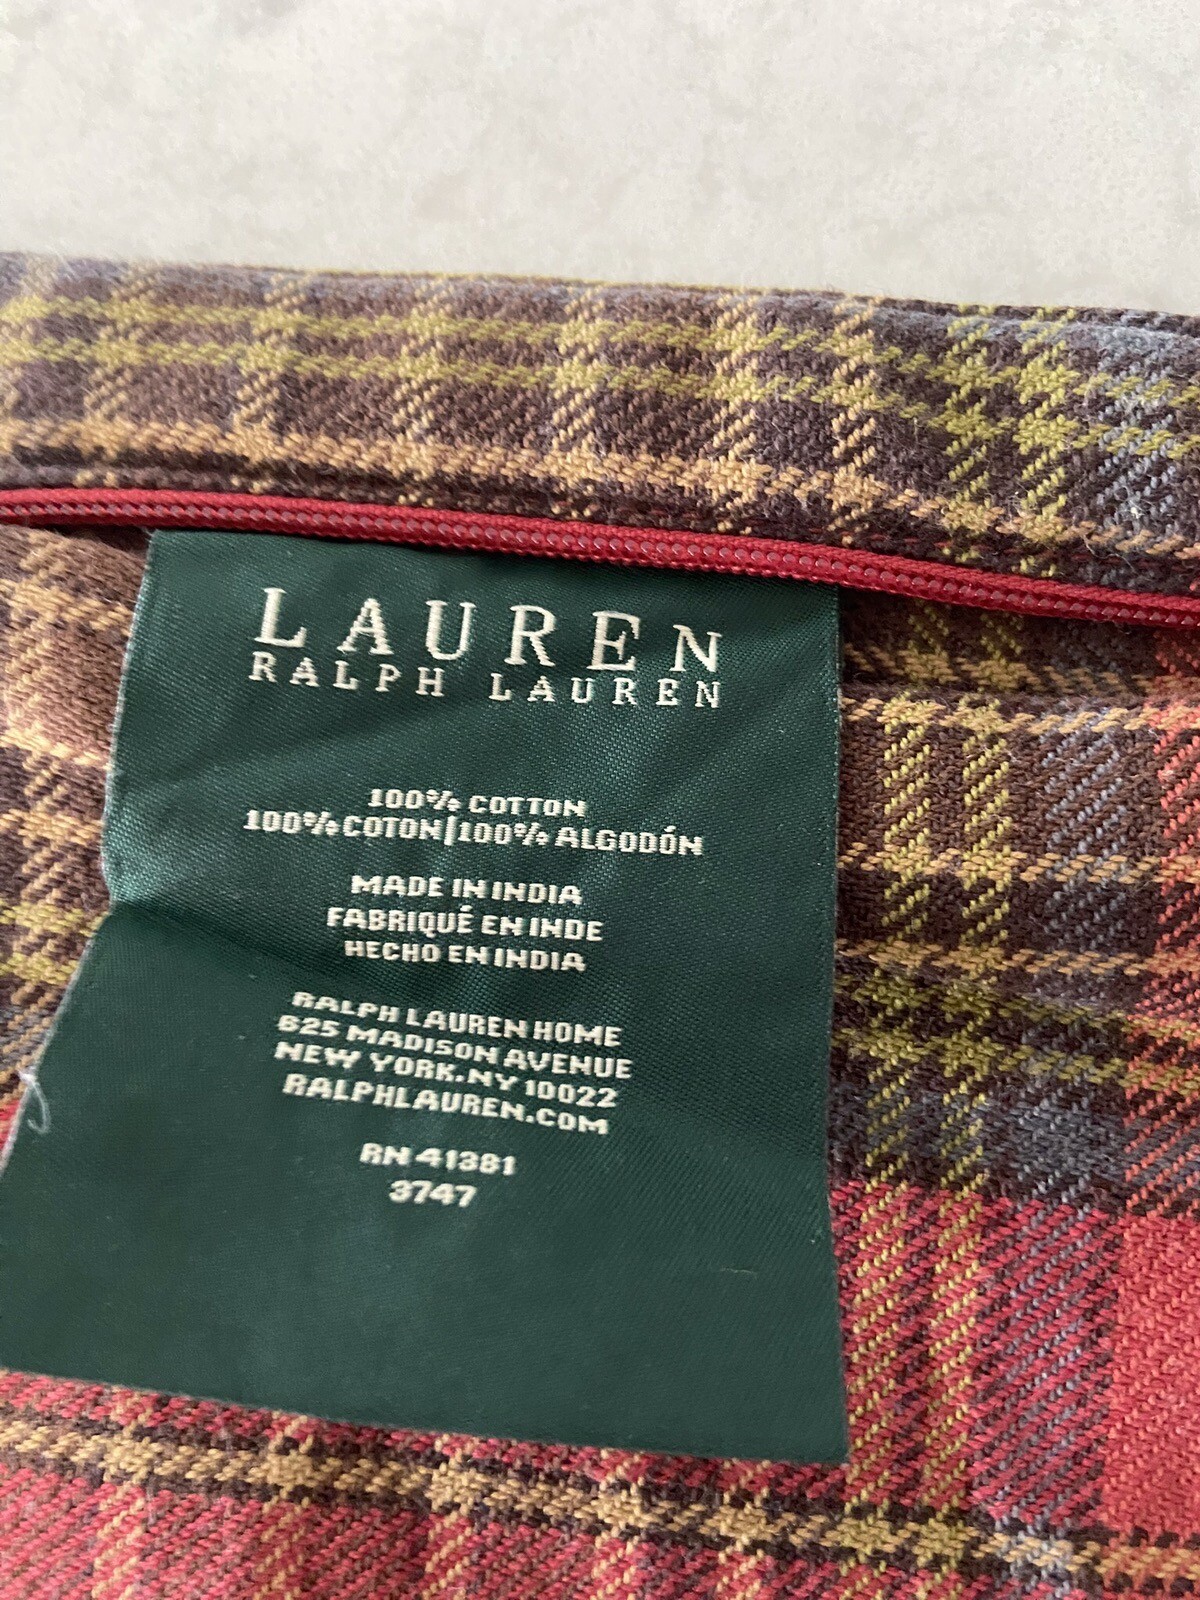 LAUREN
RALPH LAUREN
100% COTTON
100% COTON|100% ALGODÓN
MADE IN INDIA
FABRIQUÉ EN INDE
HECHO EN INDIA
RALPH LAUREN HOME
625 MADISON AVENUE
NEW YORK.NY 10022
RALPHLAUREN.COM
RN 41381
3747